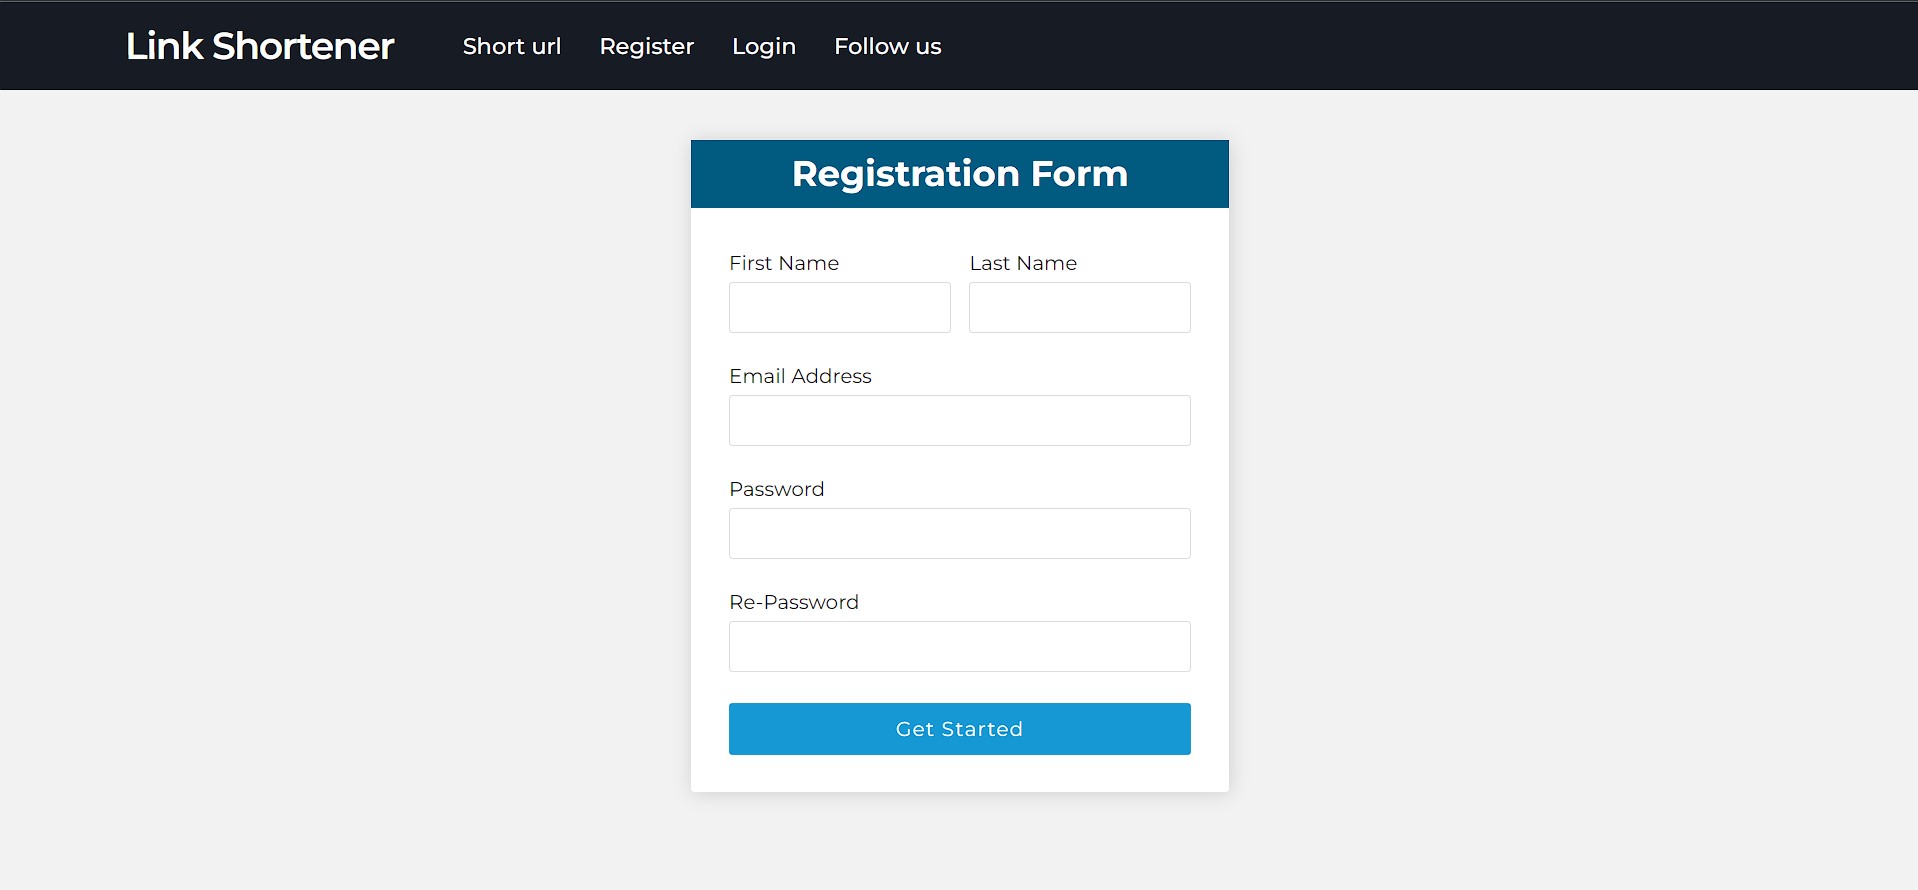 Link Shortener Short url Register Login Follow us
Registration Form
First Name Last Name
Email Address
Password
Re-Password
Get Started